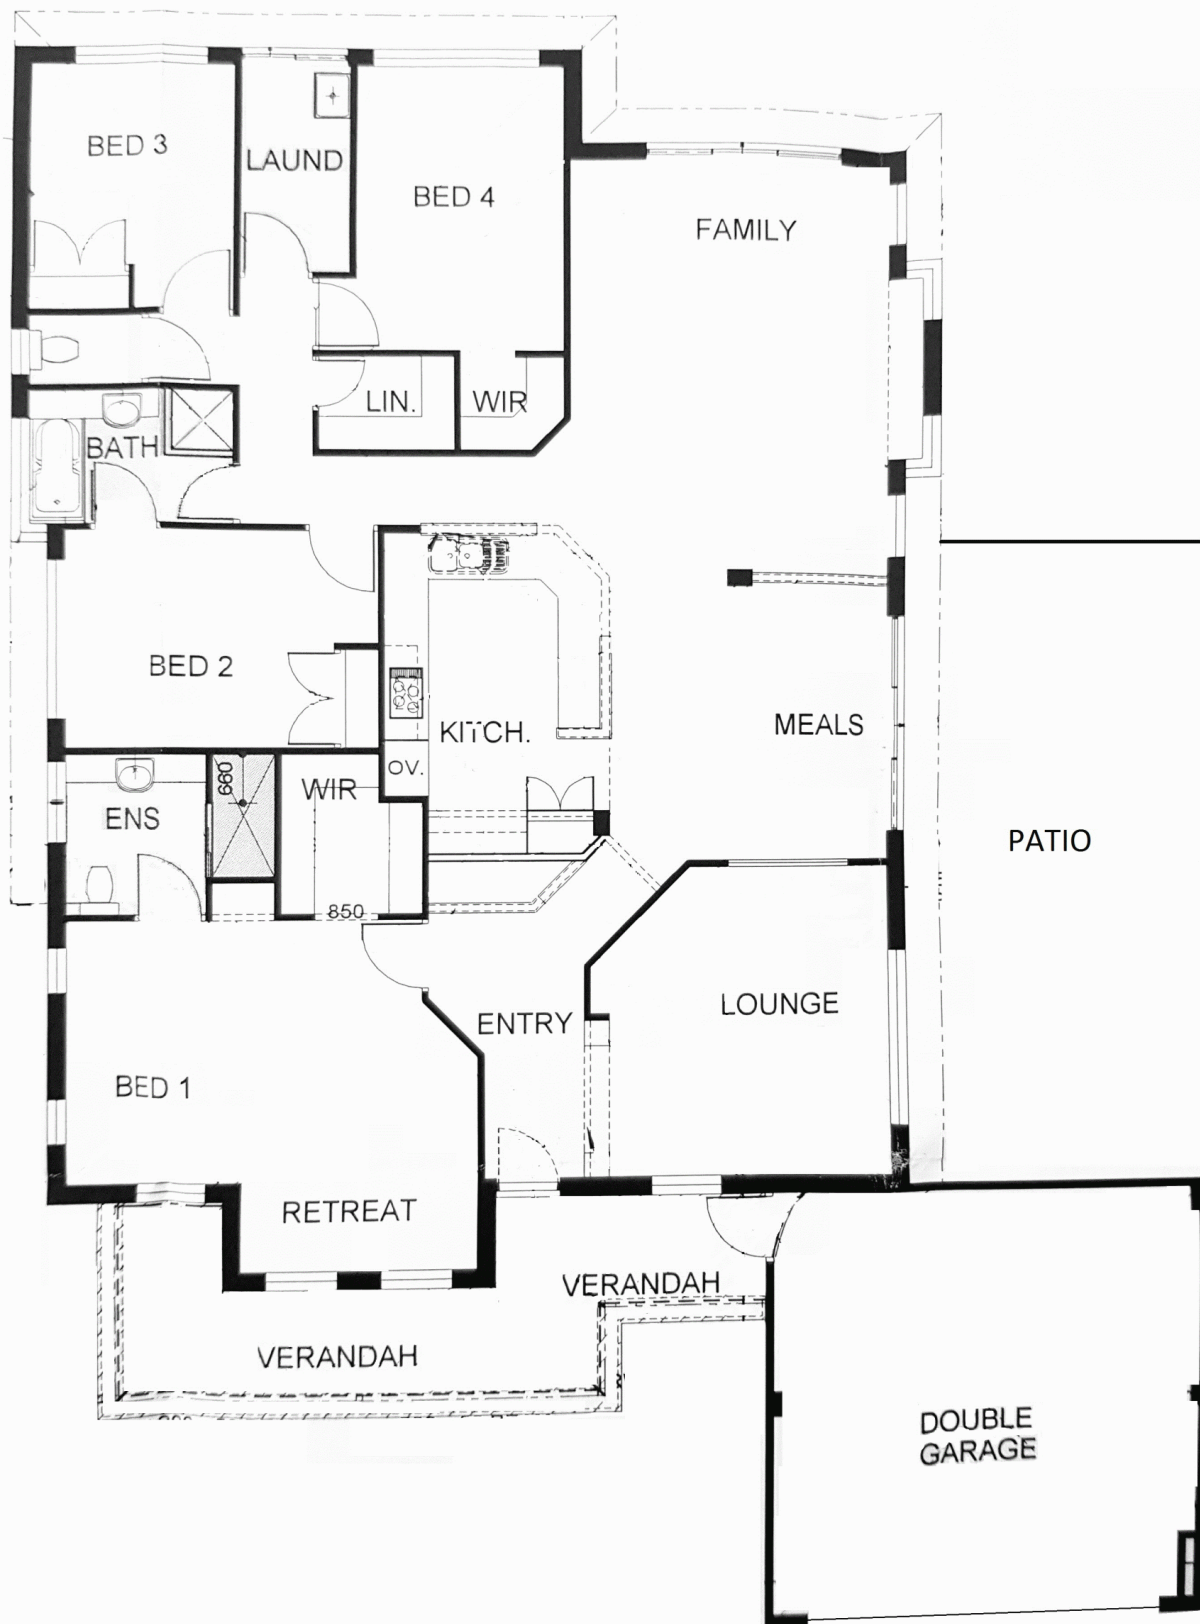 BED 3
LAUND
BED 4
FAMILY
LIN.
WIR
BATH
BED 2
KITCH.
MEALS
OV.
660
WIR
ENS
PATIO
850
LOUNGE
ENTRY
BED 1
RETREAT
VERANDAH
VERANDAH
DOUBLE
GARAGE